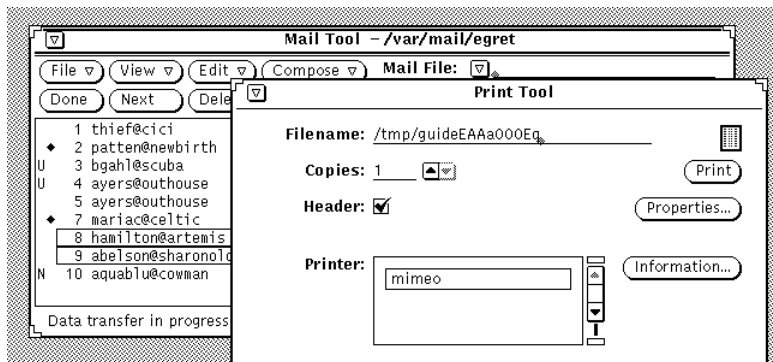 Mail Tool - /var/mail/egret
File View Edit Compose Mail File:
Done Next Dele
1 thief@cici
2 patten@newbirth
U 3 bgahl@scuba
U 4 ayers@outhouse
5 ayers@outhouse
7 mariac@celtic
8 hamilton@artemis
9 abelson@sharonolo
N 10 aquablu@cowman
Data transfer in progress
Print Tool
Filename: /tmp/guideEAAa000Eq
Copies: 1
Print
Header:
Properties...
Printer:
mimeo
Information...